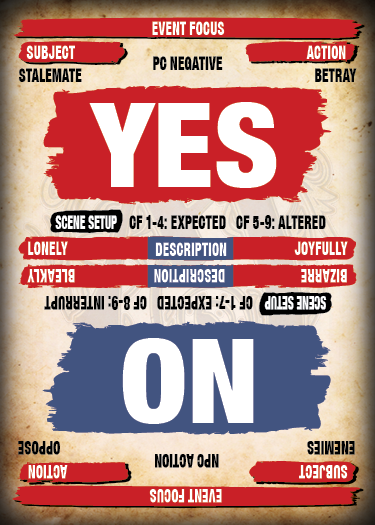 EVENT FOCUS
SUBJECT ACTION
STALEMATE PC NEGATIVE BETRAY
YES
SCENE SETUP CF 1-4: EXPECTED CF 5-9: ALTERED
LONELY DESCRIPTION JOYFULLY
EVENT FOCUS
SUBJECT ACTION
ENEMIES NPC ACTION OPPOSE
NO
SCENE SETUP CF 1-7: EXPECTED CF 8-9: INTERRUPT
BIZARRE DESCRIPTION BLEAKLY